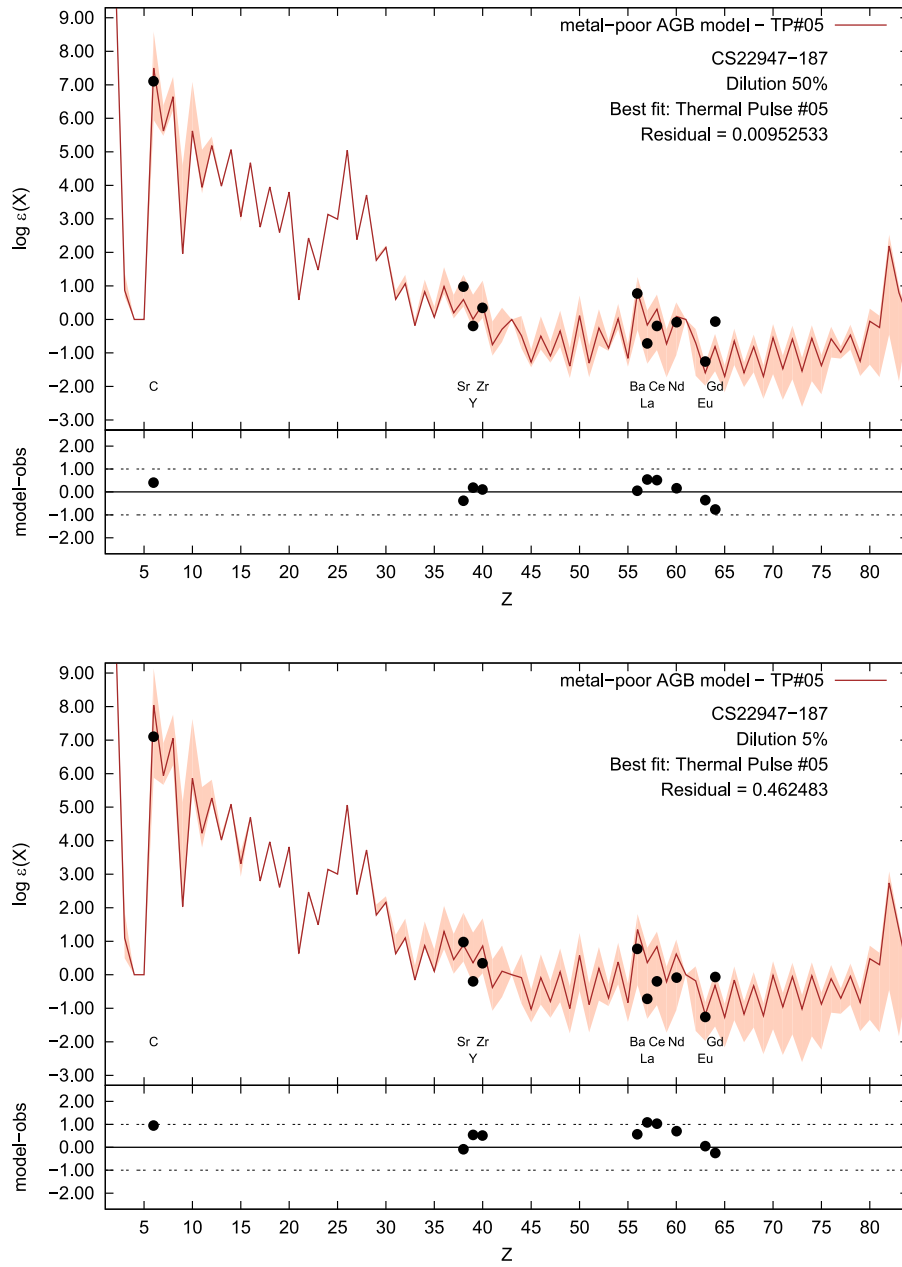 metal-poor AGB model – TP#05
CS22947–187
Dilution 50%
Best fit: Thermal Pulse #05
Residual = 0.00952533
log ε(X)
9.00
8.00
7.00
6.00
5.00
4.00
3.00
2.00
1.00
0.00
−1.00
−2.00
−3.00
C
Sr Zr
Y
Ba Ce Nd Gd
La Eu
model-obs
2.00
1.00
0.00
−1.00
−2.00
5 10 15 20 25 30 35 40 45 50 55 60 65 70 75 80
Z
metal-poor AGB model – TP#05
CS22947–187
Dilution 5%
Best fit: Thermal Pulse #05
Residual = 0.462483
log ε(X)
9.00
8.00
7.00
6.00
5.00
4.00
3.00
2.00
1.00
0.00
−1.00
−2.00
−3.00
C
Sr Zr
Y
Ba Ce Nd Gd
La Eu
model-obs
2.00
1.00
0.00
−1.00
−2.00
5 10 15 20 25 30 35 40 45 50 55 60 65 70 75 80
Z